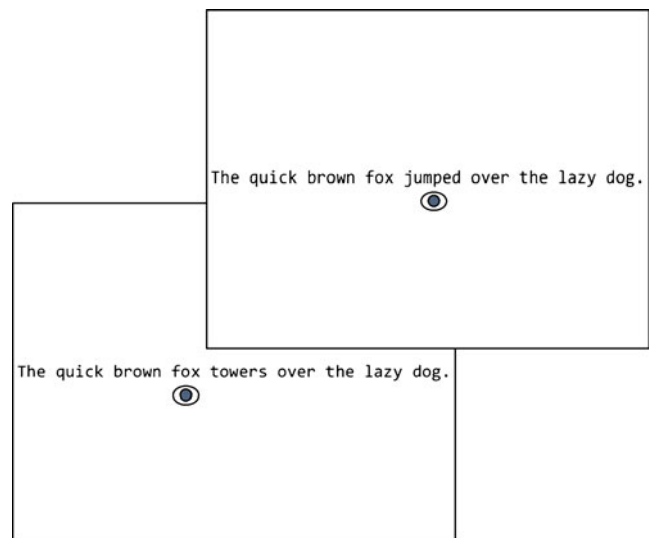 The quick brown fox jumped over the lazy dog.
The quick brown fox towers over the lazy dog.